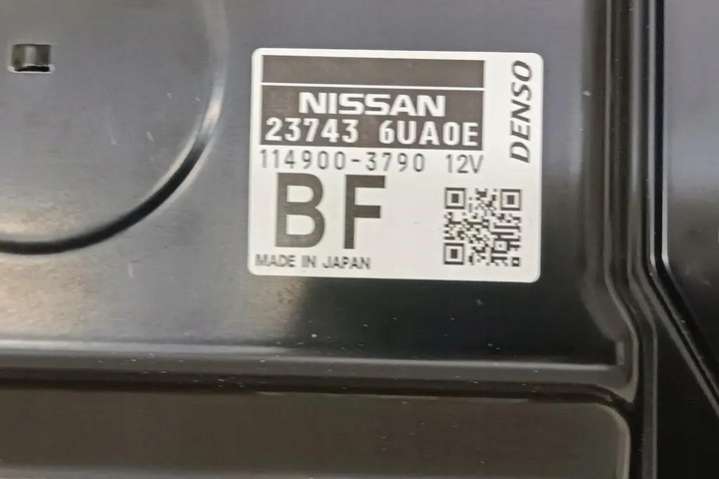 NISSAN
23743 6UA0E
114900-3790 12V
BF
MADE IN JAPAN
DENSO